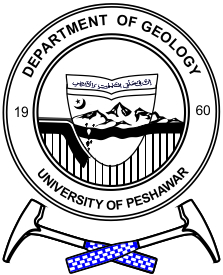 DEPARTMENT OF GEOLOGY
19 60
UNIVERSITY OF PESHAWAR